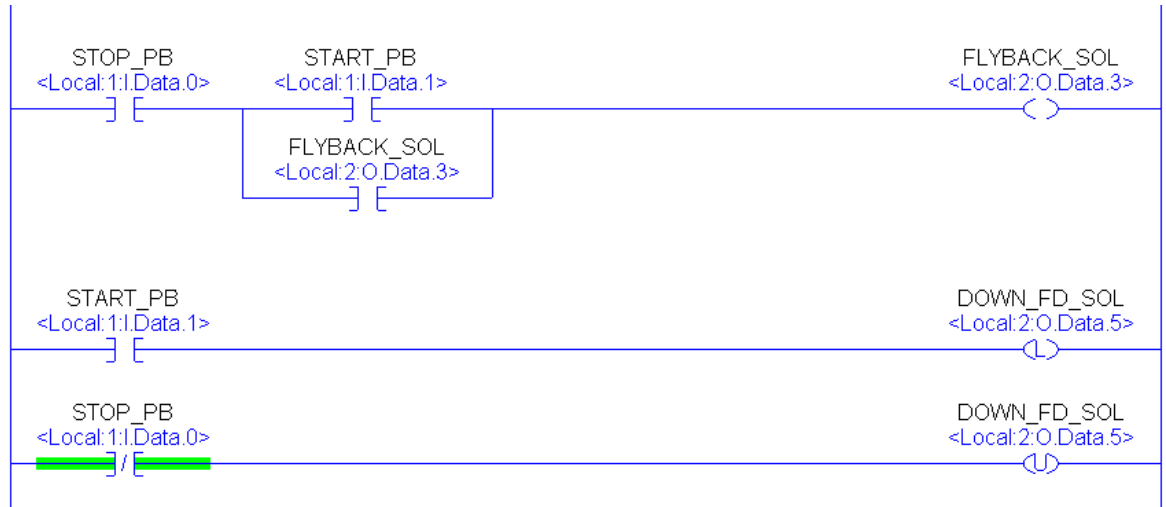 STOP_PB START_PB FLYBACK_SOL
<Local:1:I.Data.0> <Local:1:I.Data.1> <Local:2:O.Data.3>
FLYBACK_SOL
<Local:2:O.Data.3>
START_PB DOWN_FD_SOL
<Local:1:I.Data.1> <Local:2:O.Data.5>
L
STOP_PB DOWN_FD_SOL
<Local:1:I.Data.0> <Local:2:O.Data.5>
/ U